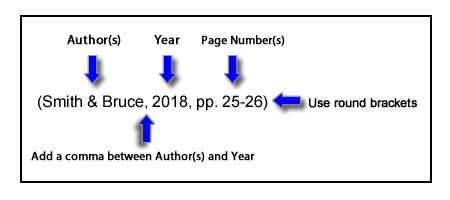 Author(s) Year Page Number(s)
(Smith & Bruce, 2018, pp. 25-26) Use round brackets
Add a comma between Author(s) and Year